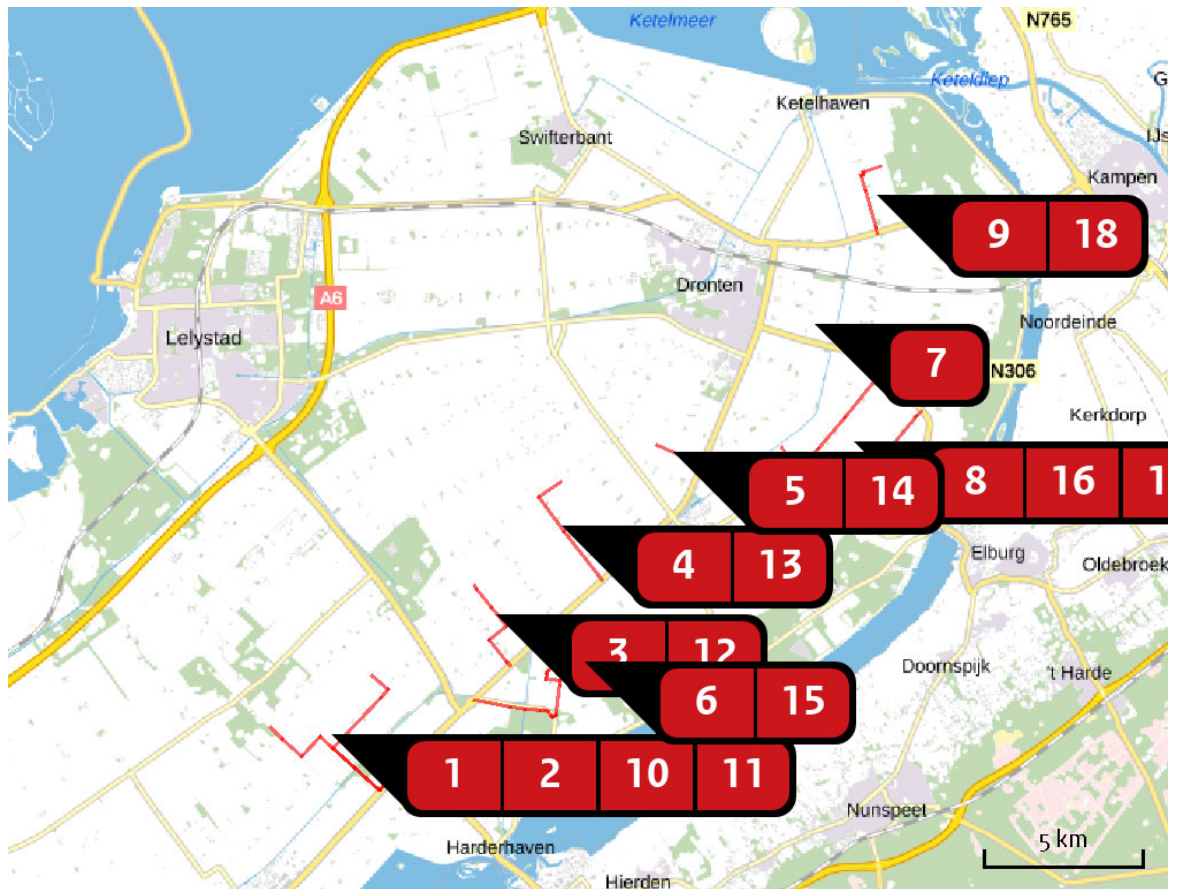 Ketelmeer
N765
Keteldiep
G
Ketelhaven
Swifterbant
IJs
Kampen
9 18
Dronten
A6
Noordeinde
Lelystad
7
N306
Kerkdorp
5 14 8 16 1
Elburg
Oldebroek
4 13
3 12
Doornspijk
't Harde
6 15
1 2 10 11
Nunspeet
Harderhaven
5 km
Hierden